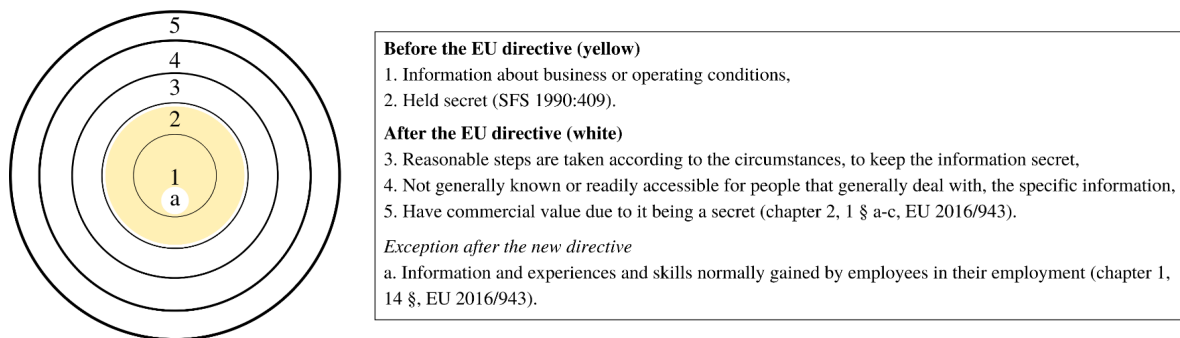 5
4
3
2
1
a
Before the EU directive (yellow)
1. Information about business or operating conditions,
2. Held secret (SFS 1990:409).
After the EU directive (white)
3. Reasonable steps are taken according to the circumstances, to keep the information secret,
4. Not generally known or readily accessible for people that generally deal with, the specific information,
5. Have commercial value due to it being a secret (chapter 2, 1 § a-c, EU 2016/943).
Exception after the new directive
a. Information and experiences and skills normally gained by employees in their employment (chapter 1,
14 §, EU 2016/943).